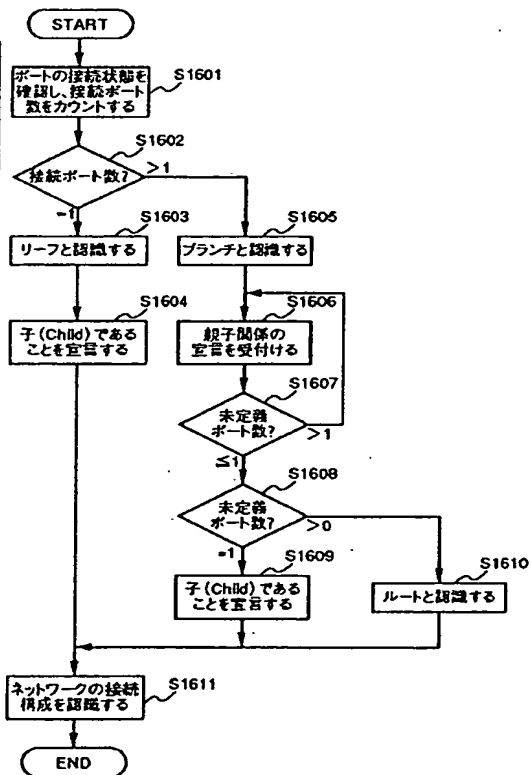 START
ポートの接続状態を
確認し、接続ポート
数をカウントする
S1601
S1602
接続ポート数?
>1
=1
S1603
リーフと認識する
S1605
ブランチと認識する
S1604
子(Child)である
ことを宣言する
S1606
親子関係の
宣言を受付ける
S1607
未定義
ポート数?
>1
≦1
S1608
未定義
ポート数?
>0
=1
S1609
子(Child)である
ことを宣言する
S1610
ルートと認識する
ネットワークの接続
構成を認識する
S1611
END